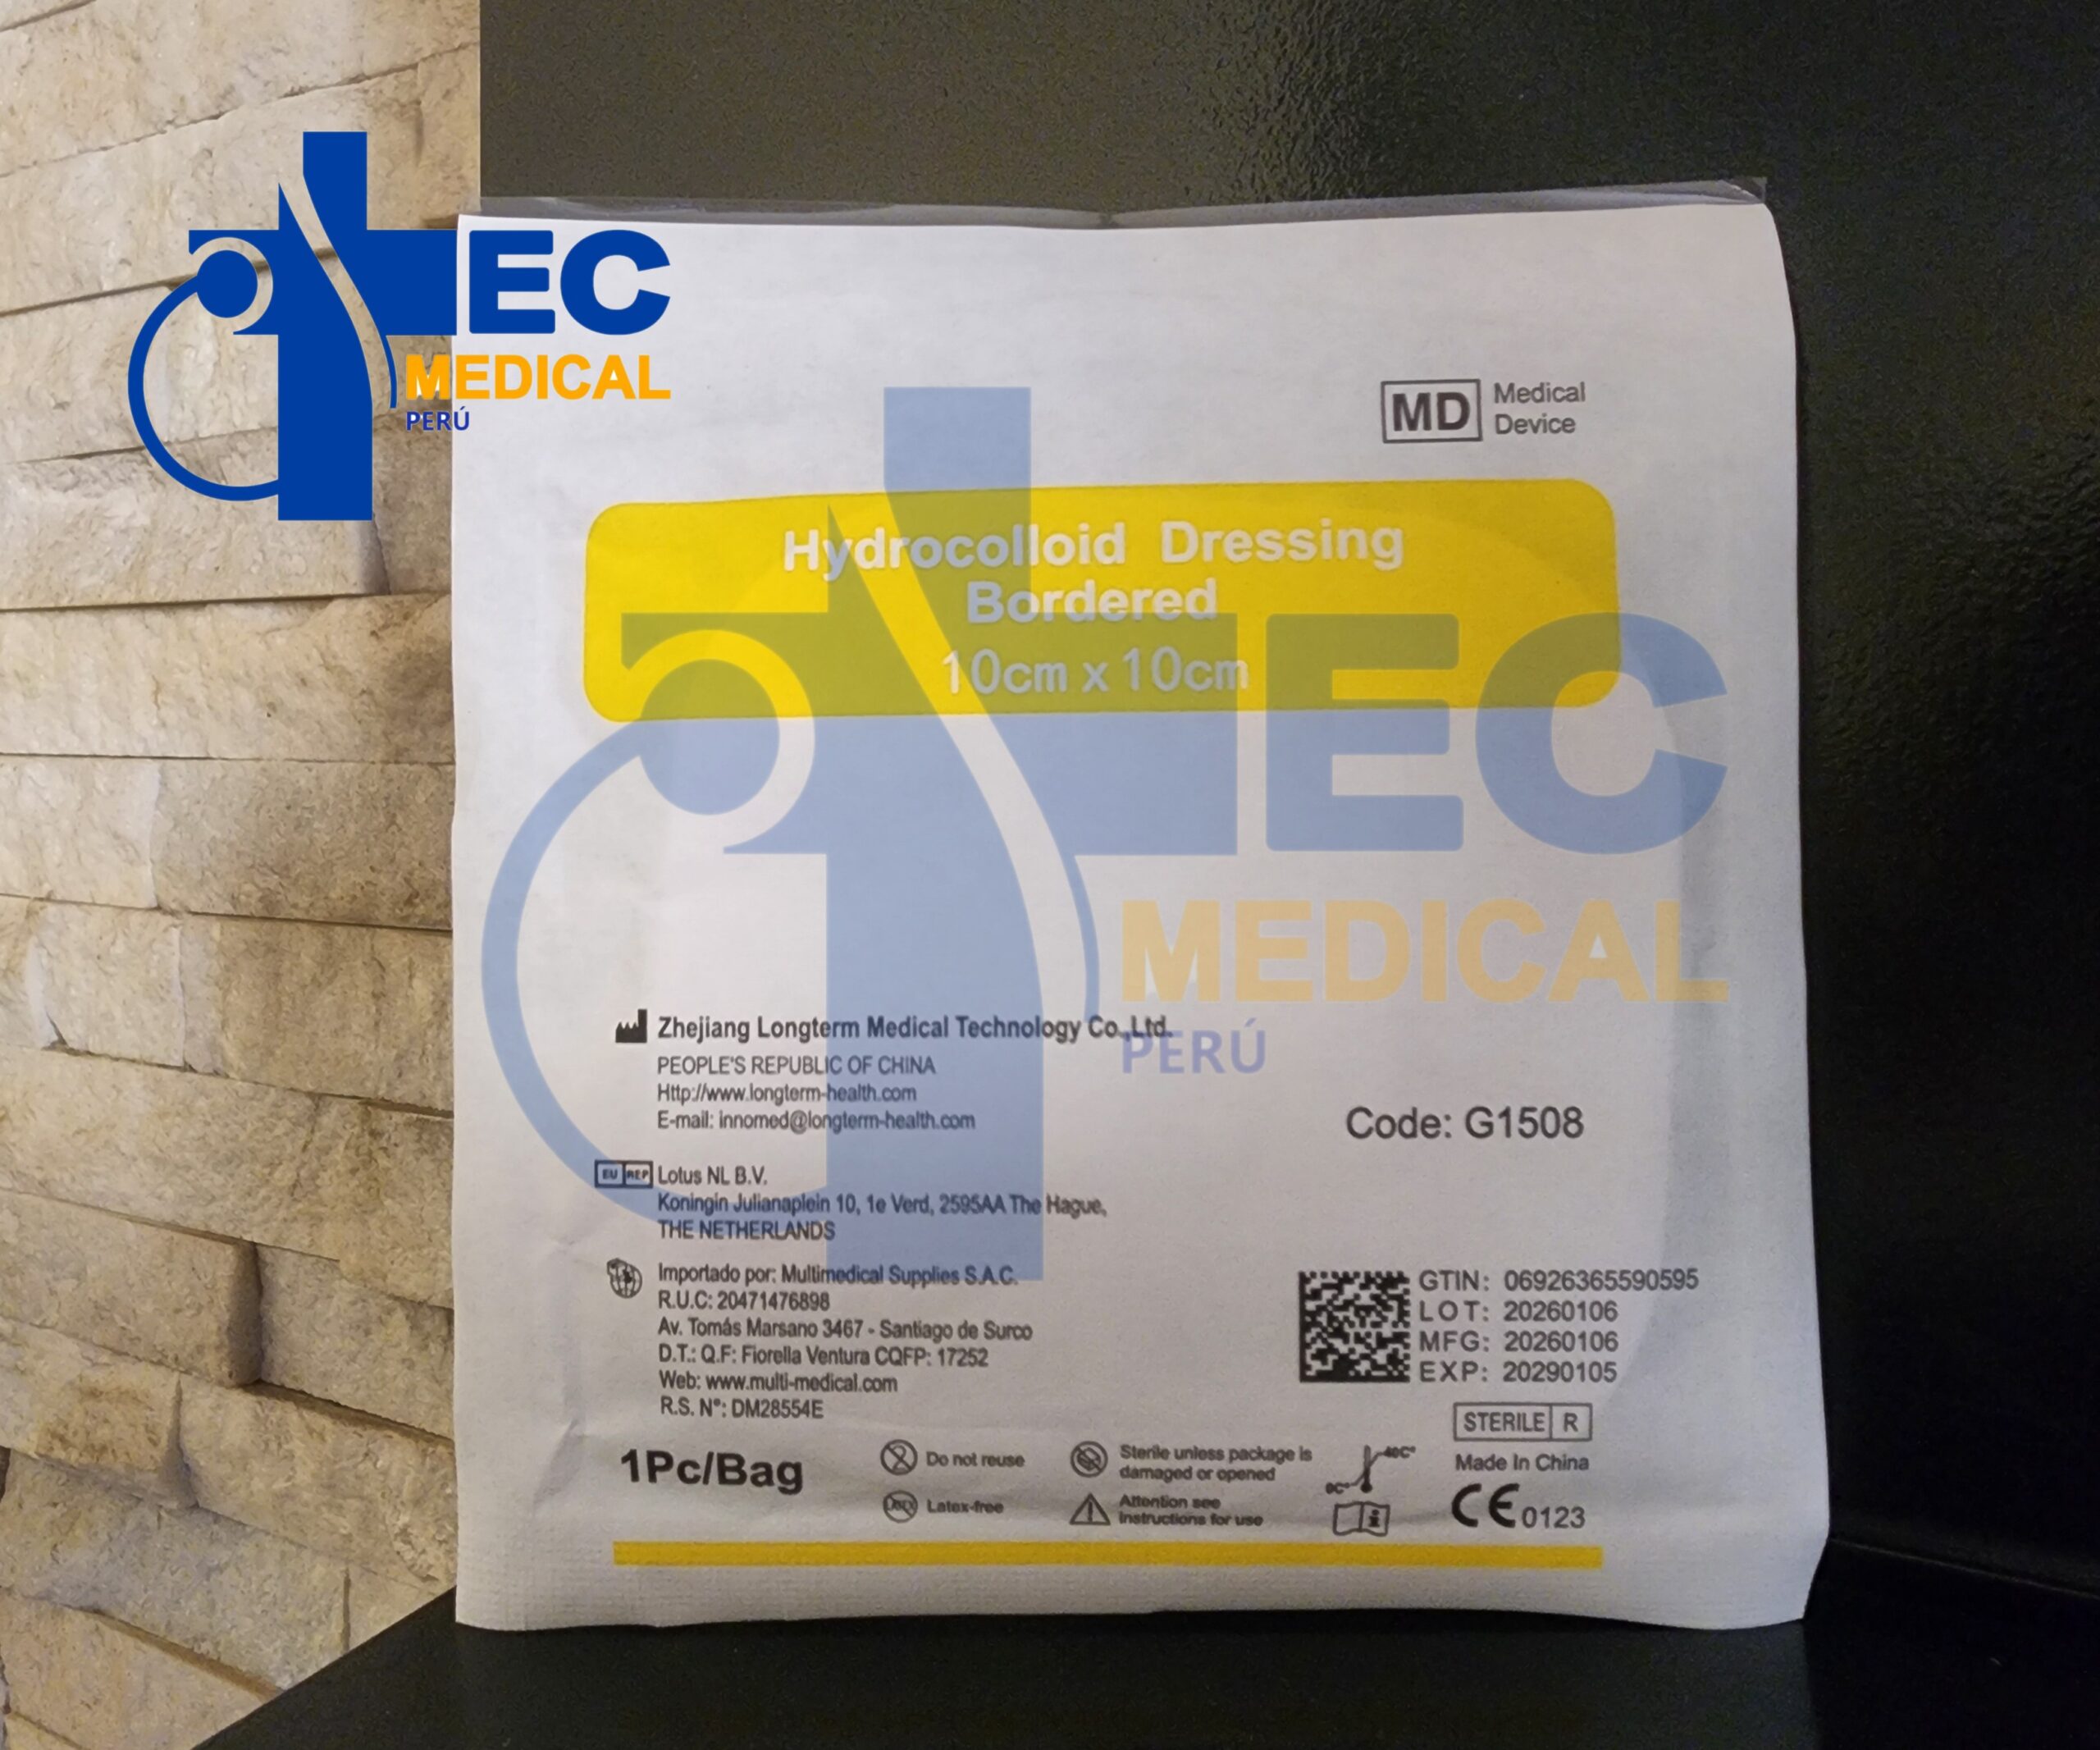 EC
MEDICAL
PERÚ
MD Medical
Device
Hydrocolloid Dressing
Bordered
10cm x 10cm
EC
MEDICAL
PERÚ
Zhejiang Longterm Medical Technology Co.,Ltd.
PEOPLE'S REPUBLIC OF CHINA
Http://www.longterm-health.com
E-mail: innomed@longterm-health.com
Code: G1508
EU REP Lotus NL B.V.
Koningin Julianaplein 10, 1e Verd, 2595AA The Hague,
THE NETHERLANDS
Importado por: Multimedical Supplies S.A.C.
R.U.C: 20471476898
Av. Tomás Marsano 3467 - Santiago de Surco
D.T.: Q.F: Fiorella Ventura CQFP: 17252
Web: www.multi-medical.com
R.S. N°: DM28554E
GTIN: 06926365590595
LOT: 20260106
MFG: 20260106
EXP: 20290105
STERILE R
Made In China
CE 0123
1Pc/Bag
Do not reuse
Latex-free
Sterile unless package is
damaged or opened
Attention see
instructions for use
0C°
40C°